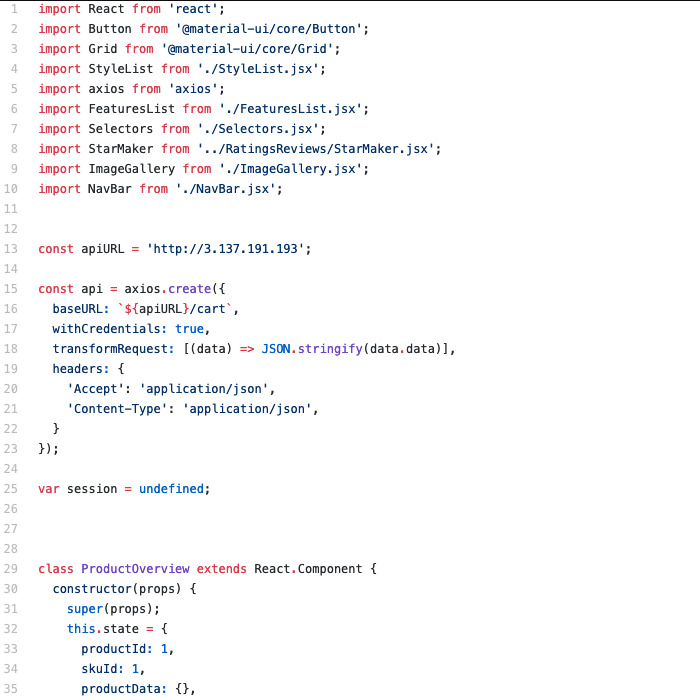 1 import React from 'react';
2 import Button from '@material-ui/core/Button';
3 import Grid from '@material-ui/core/Grid';
4 import StyleList from './StyleList.jsx';
5 import axios from 'axios';
6 import FeaturesList from './FeaturesList.jsx';
7 import Selectors from './Selectors.jsx';
8 import StarMaker from '../RatingsReviews/StarMaker.jsx';
9 import ImageGallery from './ImageGallery.jsx';
10 import NavBar from './NavBar.jsx';
11
12
13 const apiURL = 'http://3.137.191.193';
14
15 const api = axios.create({
16   baseURL: `${apiURL}/cart`,
17   withCredentials: true,
18   transformRequest: [(data) => JSON.stringify(data.data)],
19   headers: {
20     'Accept': 'application/json',
21     'Content-Type': 'application/json',
22   }
23 });
24
25 var session = undefined;
26
27
28
29 class ProductOverview extends React.Component {
30   constructor(props) {
31     super(props);
32     this.state = {
33       productId: 1,
34       skuId: 1,
35       productData: {},